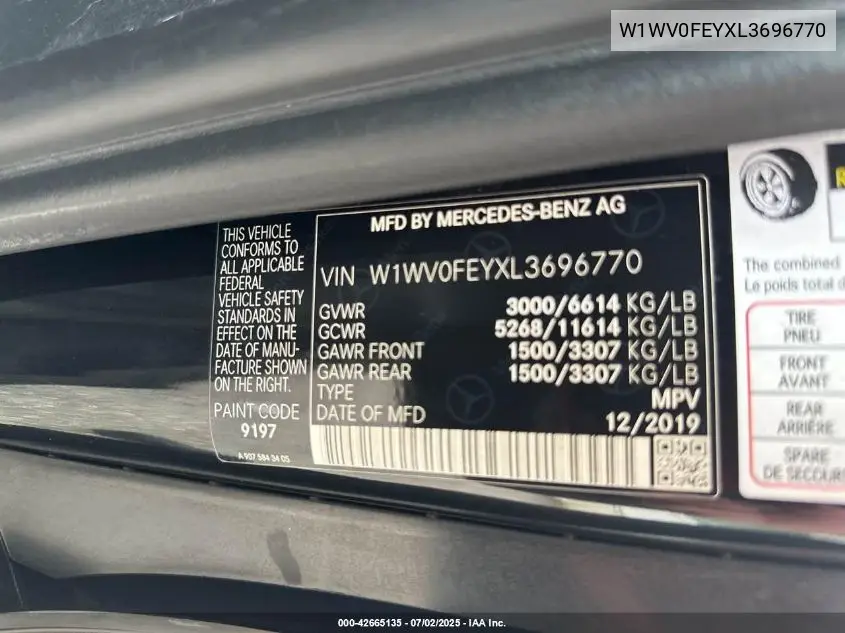 W1WV0FEYXL3696770
MFD BY MERCEDES-BENZ AG
THIS VEHICLE
CONFORMS TO
ALL APPLICABLE
FEDERAL
VEHICLE SAFETY
STANDARDS IN
EFFECT ON THE
DATE OF MANU-
FACTURE SHOWN
ON THE RIGHT.
PAINT CODE
9197
A 907 584 34 05
VIN W1WV0FEYXL3696770
GVWR 3000/6614 KG/LB
GCWR 5268/11614 KG/LB
GAWR FRONT 1500/3307 KG/LB
GAWR REAR 1500/3307 KG/LB
TYPE MPV
DATE OF MFD 12/2019
The combined
Le poids total
TIRE
PNEU
FRONT
AVANT
REAR
ARRIÈRE
SPARE
DE SECOURS
000-42665135 - 07/02/2025 - IAA Inc.